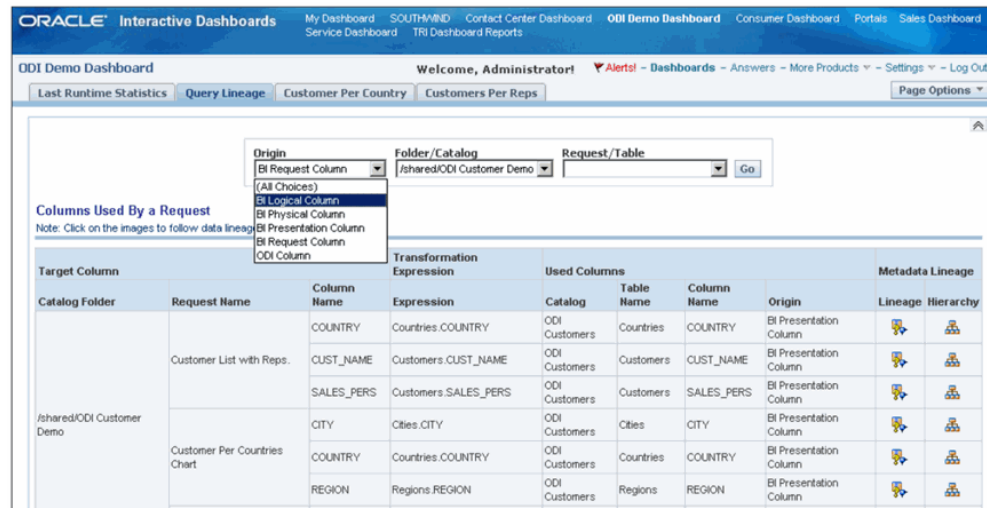 ORACLE Interactive Dashboards
My Dashboard SOUTHWIND Contact Center Dashboard ODI Demo Dashboard Consumer Dashboard Portals Sales Dashboard
Service Dashboard TRI Dashboard Reports
ODI Demo Dashboard Welcome, Administrator! Alerts! - Dashboards - Answers - More Products - Settings - Log Out
Last Runtime Statistics Query Lineage Customer Per Country Customers Per Reps Page Options
Origin Folder/Catalog Request/Table
BI Request Column /shared/ODI Customer Demo Go
(All Choices)
BI Logical Column
BI Physical Column
BI Presentation Column
BI Request Column
ODI Column
Columns Used By a Request
Note: Click on the images to follow data lineag
Target Column Transformation Expression Used Columns Metadata Lineage
Catalog Folder Request Name Column Name Expression Catalog Table Name Column Name Origin Lineage Hierarchy
/shared/ODI Customer Demo
Customer List with Reps. COUNTRY Countries.COUNTRY ODI Customers Countries COUNTRY BI Presentation Column
CUST_NAME Customers.CUST_NAME ODI Customers Customers CUST_NAME BI Presentation Column
SALES_PERS Customers.SALES_PERS ODI Customers Customers SALES_PERS BI Presentation Column
Customer Per Countries Chart CITY Cities.CITY ODI Customers Cities CITY BI Presentation Column
COUNTRY Countries.COUNTRY ODI Customers Countries COUNTRY BI Presentation Column
REGION Regions.REGION ODI Customers Regions REGION BI Presentation Column